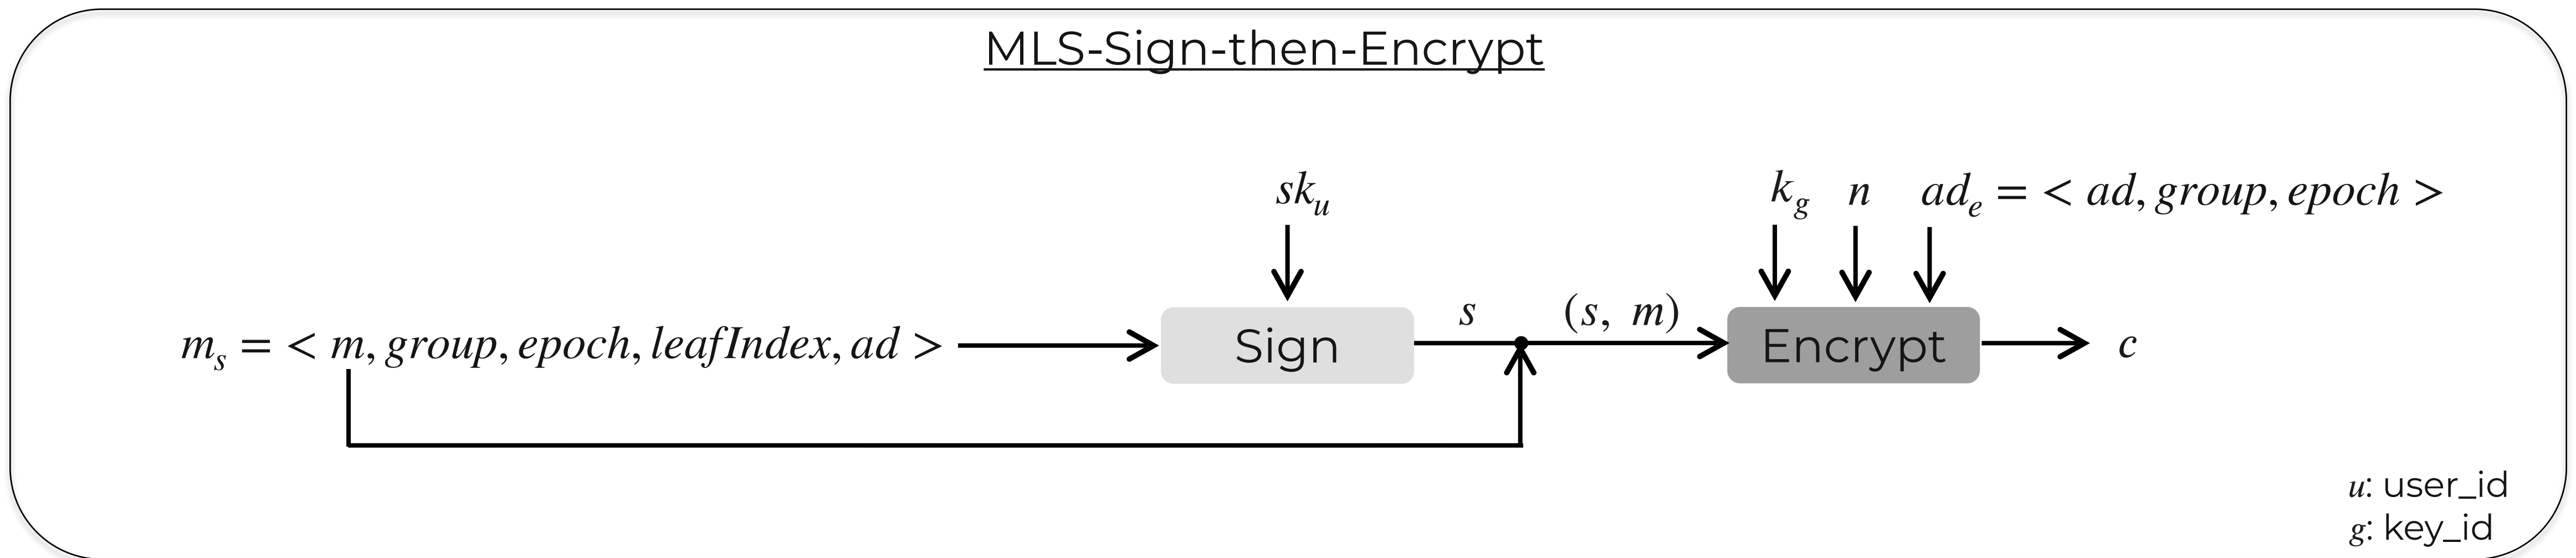 MLS-Sign-then-Encrypt
sk_u
k_g n ad_e = < ad, group, epoch >
m_s = < m, group, epoch, leafIndex, ad > Sign s (s, m) Encrypt c
u: user_id
g: key_id